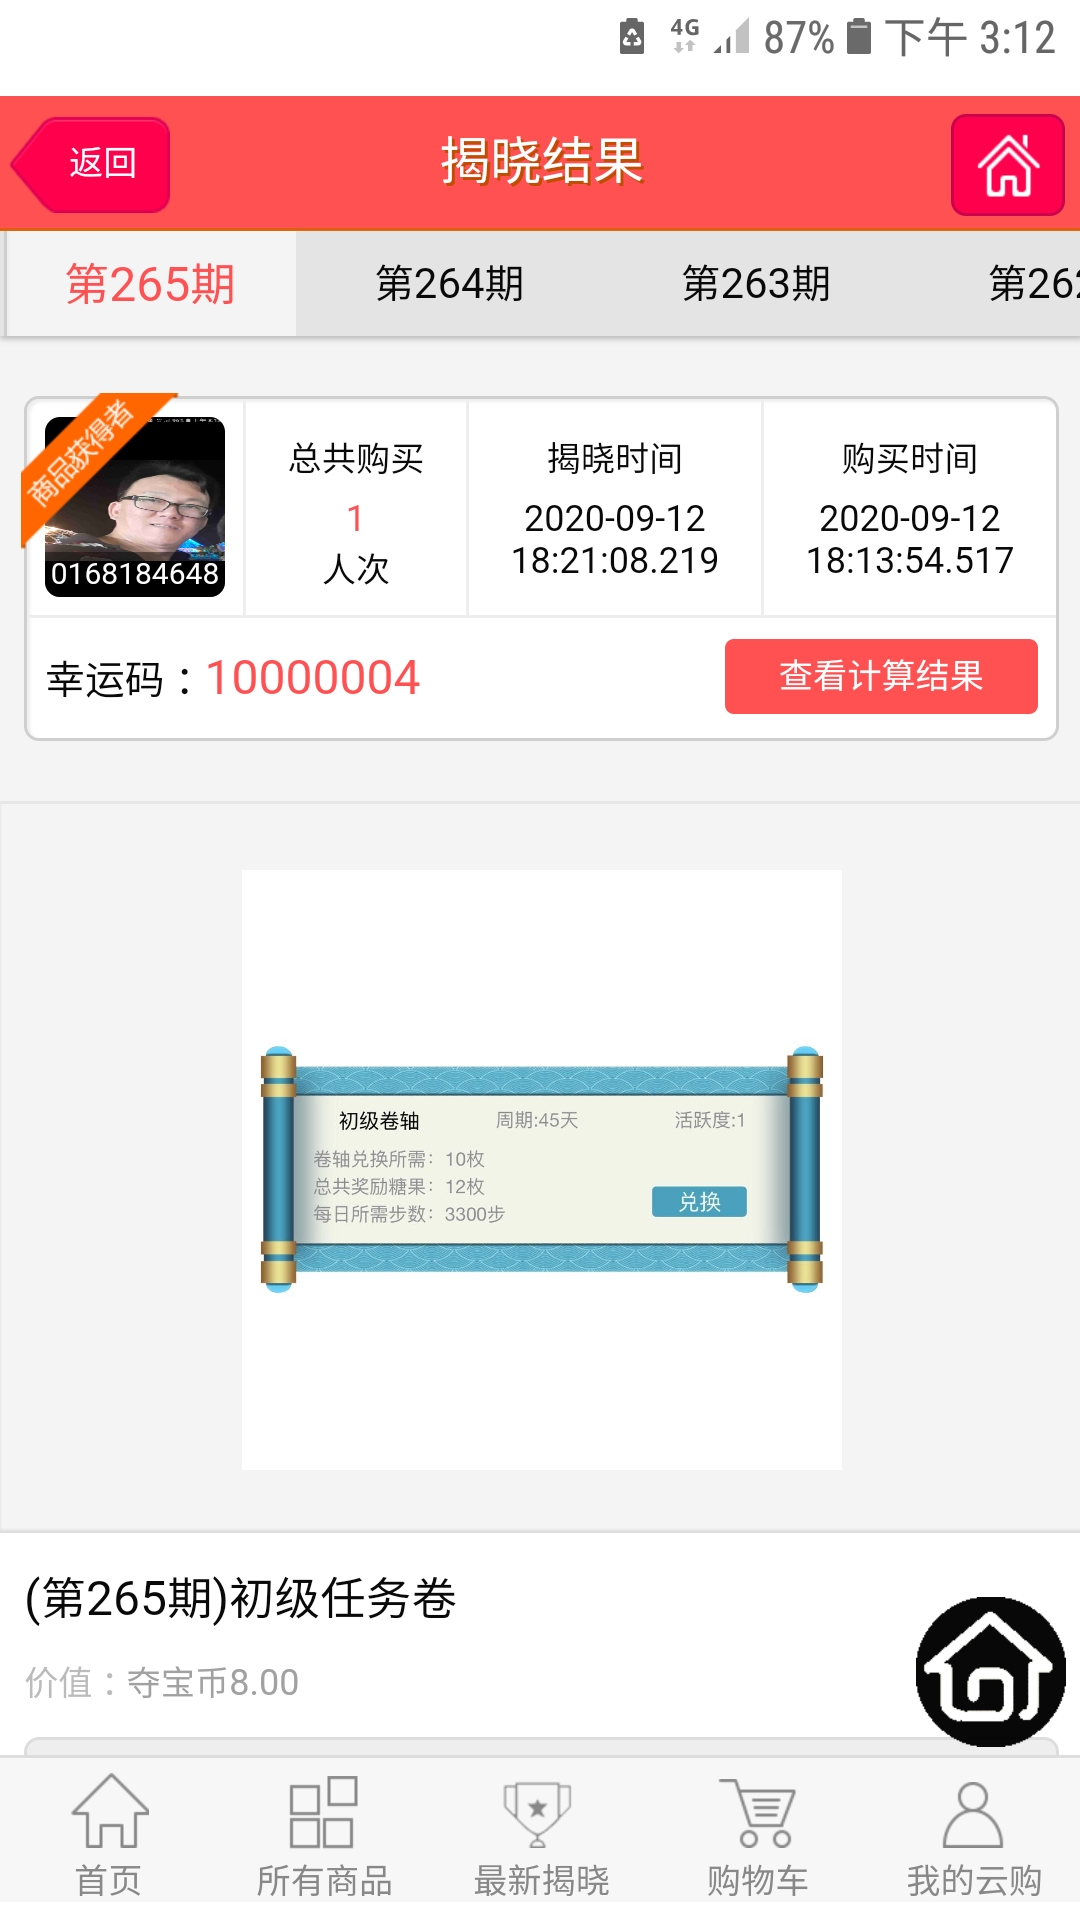 4G 87% 下午 3:12
返回
揭晓结果
第265期 第264期 第263期 第262
商品获得者
0168184648
总共购买
1
人次
揭晓时间
2020-09-12
18:21:08.219
购买时间
2020-09-12
18:13:54.517
幸运码：10000004
查看计算结果
初级卷轴 周期:45天 活跃度:1
卷轴兑换所需：10枚
总共奖励糖果：12枚
每日所需步数：3300步
兑换
(第265期)初级任务卷
价值：夺宝币8.00
首页 所有商品 最新揭晓 购物车 我的云购